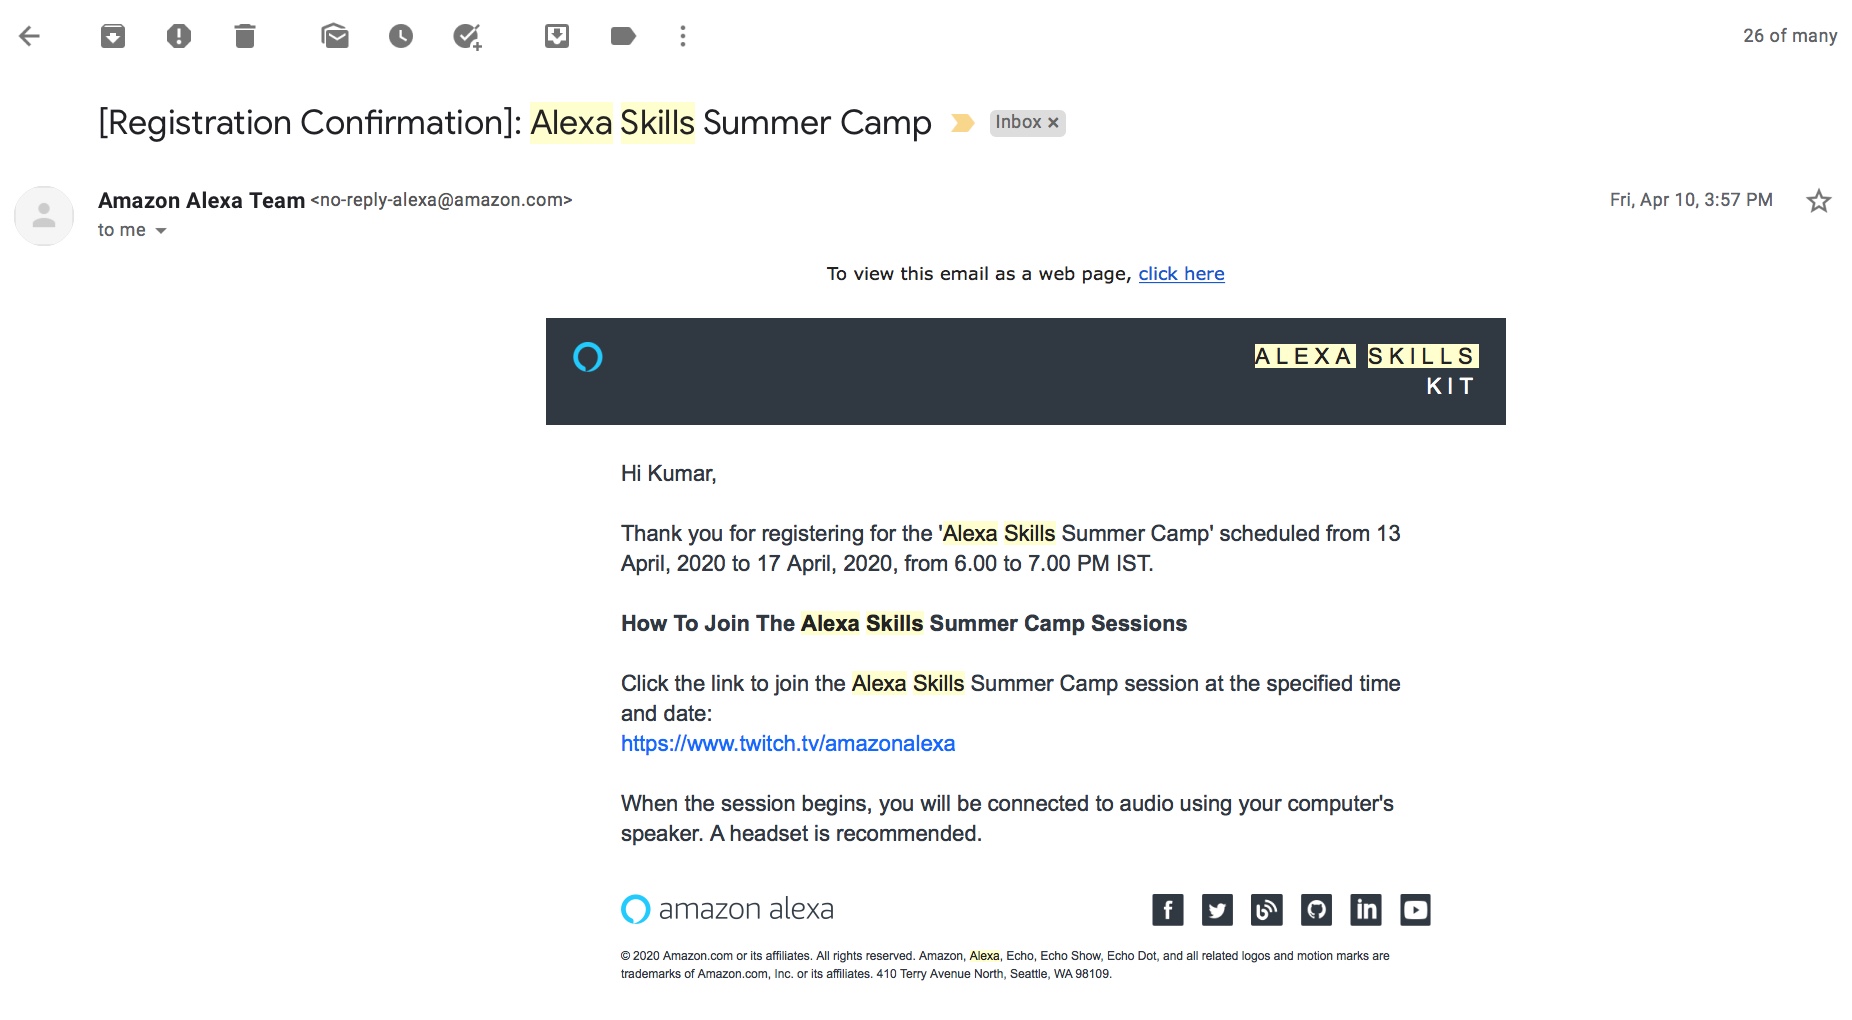 26 of many
[Registration Confirmation]: Alexa Skills Summer Camp Inbox ×
Amazon Alexa Team <no-reply-alexa@amazon.com> Fri, Apr 10, 3:57 PM
to me
To view this email as a web page, click here
ALEXA SKILLS
KIT
Hi Kumar,
Thank you for registering for the 'Alexa Skills Summer Camp' scheduled from 13
April, 2020 to 17 April, 2020, from 6.00 to 7.00 PM IST.
How To Join The Alexa Skills Summer Camp Sessions
Click the link to join the Alexa Skills Summer Camp session at the specified time
and date:
https://www.twitch.tv/amazonalexa
When the session begins, you will be connected to audio using your computer's
speaker. A headset is recommended.
amazon alexa
© 2020 Amazon.com or its affiliates. All rights reserved. Amazon, Alexa, Echo, Echo Show, Echo Dot, and all related logos and motion marks are
trademarks of Amazon.com, Inc. or its affiliates. 410 Terry Avenue North, Seattle, WA 98109.